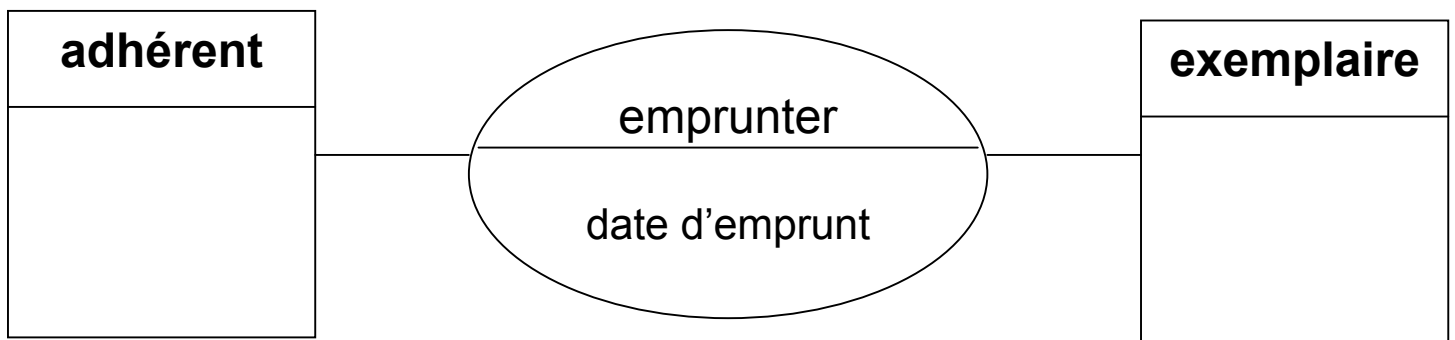 adhérent
emprunter
date d’emprunt
exemplaire